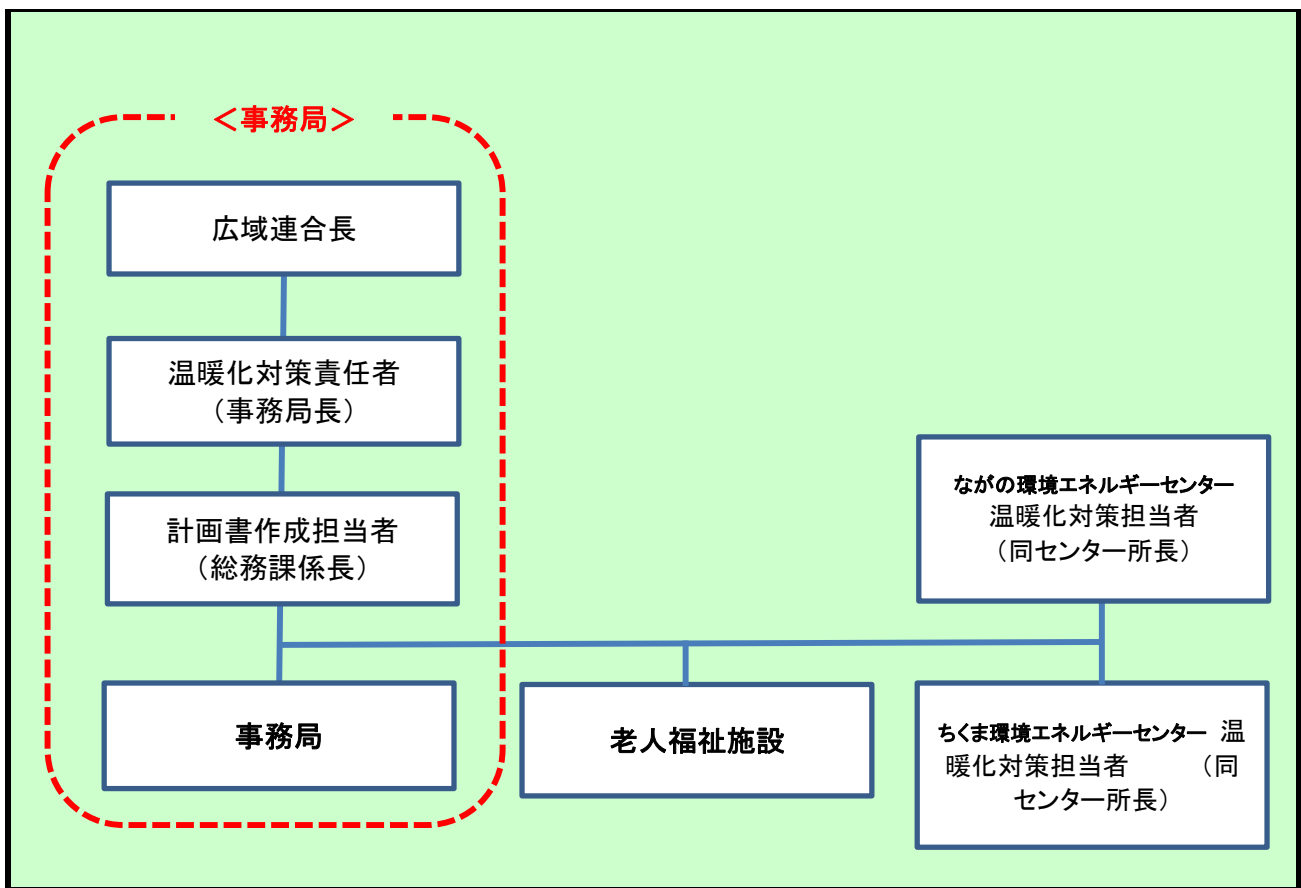 ＜事務局＞
広域連合長
温暖化対策責任者
（事務局長）
計画書作成担当者
（総務課係長）
ながの環境エネルギーセンター
温暖化対策担当者
（同センター所長）
事務局
老人福祉施設
ちくま環境エネルギーセンター 温
暖化対策担当者　　（同
センター所長）